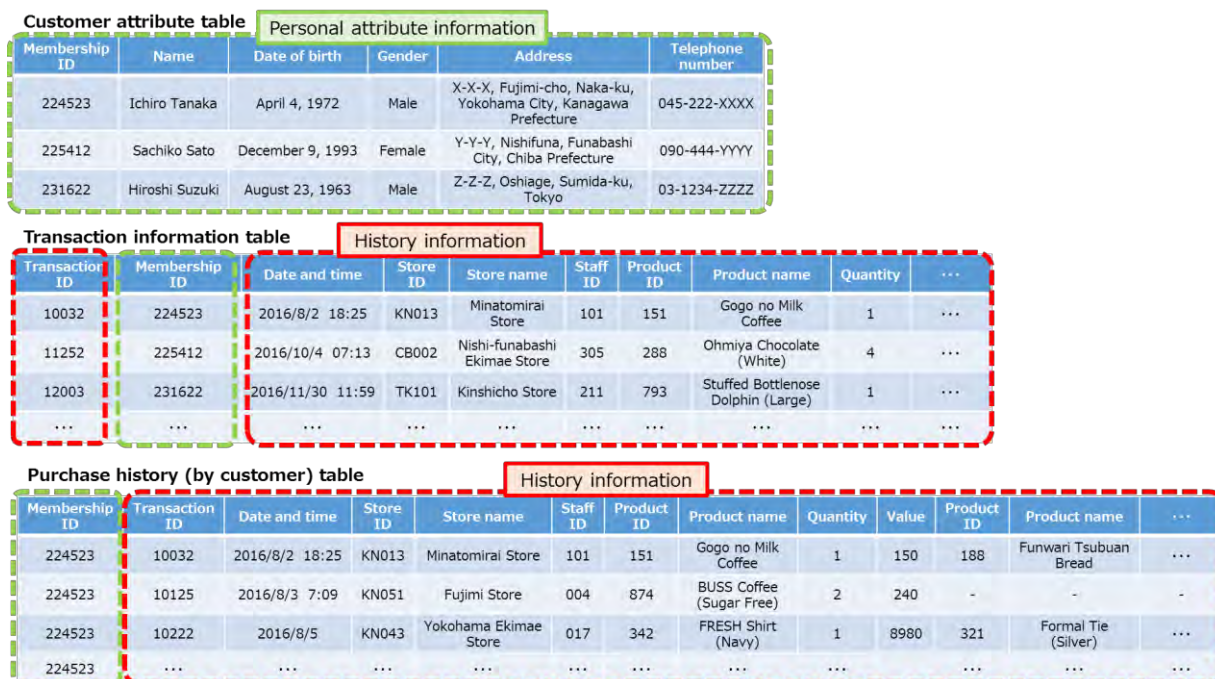 Customer attribute table
Personal attribute information
Membership ID Name Date of birth Gender Address Telephone number
224523 Ichiro Tanaka April 4, 1972 Male X-X-X, Fujimi-cho, Naka-ku, Yokohama City, Kanagawa Prefecture 045-222-XXXX
225412 Sachiko Sato December 9, 1993 Female Y-Y-Y, Nishifuna, Funabashi City, Chiba Prefecture 090-444-YYYY
231622 Hiroshi Suzuki August 23, 1963 Male Z-Z-Z, Oshiage, Sumida-ku, Tokyo 03-1234-ZZZZ
Transaction information table
History information
Transaction ID Membership ID Date and time Store ID Store name Staff ID Product ID Product name Quantity ...
10032 224523 2016/8/2 18:25 KN013 Minatomirai Store 101 151 Gogo no Milk Coffee 1 ...
11252 225412 2016/10/4 07:13 CB002 Nishi-funabashi Ekimae Store 305 288 Ohmiya Chocolate (White) 4 ...
12003 231622 2016/11/30 11:59 TK101 Kinshicho Store 211 793 Stuffed Bottlenose Dolphin (Large) 1 ...
... ... ... ... ... ... ... ... ... ...
Purchase history (by customer) table
History information
Membership ID Transaction ID Date and time Store ID Store name Staff ID Product ID Product name Quantity Value Product ID Product name ...
224523 10032 2016/8/2 18:25 KN013 Minatomirai Store 101 151 Gogo no Milk Coffee 1 150 188 Funwari Tsubuan Bread ...
224523 10125 2016/8/3 7:09 KN051 Fujimi Store 004 874 BUSS Coffee (Sugar Free) 2 240 - - -
224523 10222 2016/8/5 KN043 Yokohama Ekimae Store 017 342 FRESH Shirt (Navy) 1 8980 321 Formal Tie (Silver) ...
224523 ... ... ... ... ... ... ... ... ... ... ...